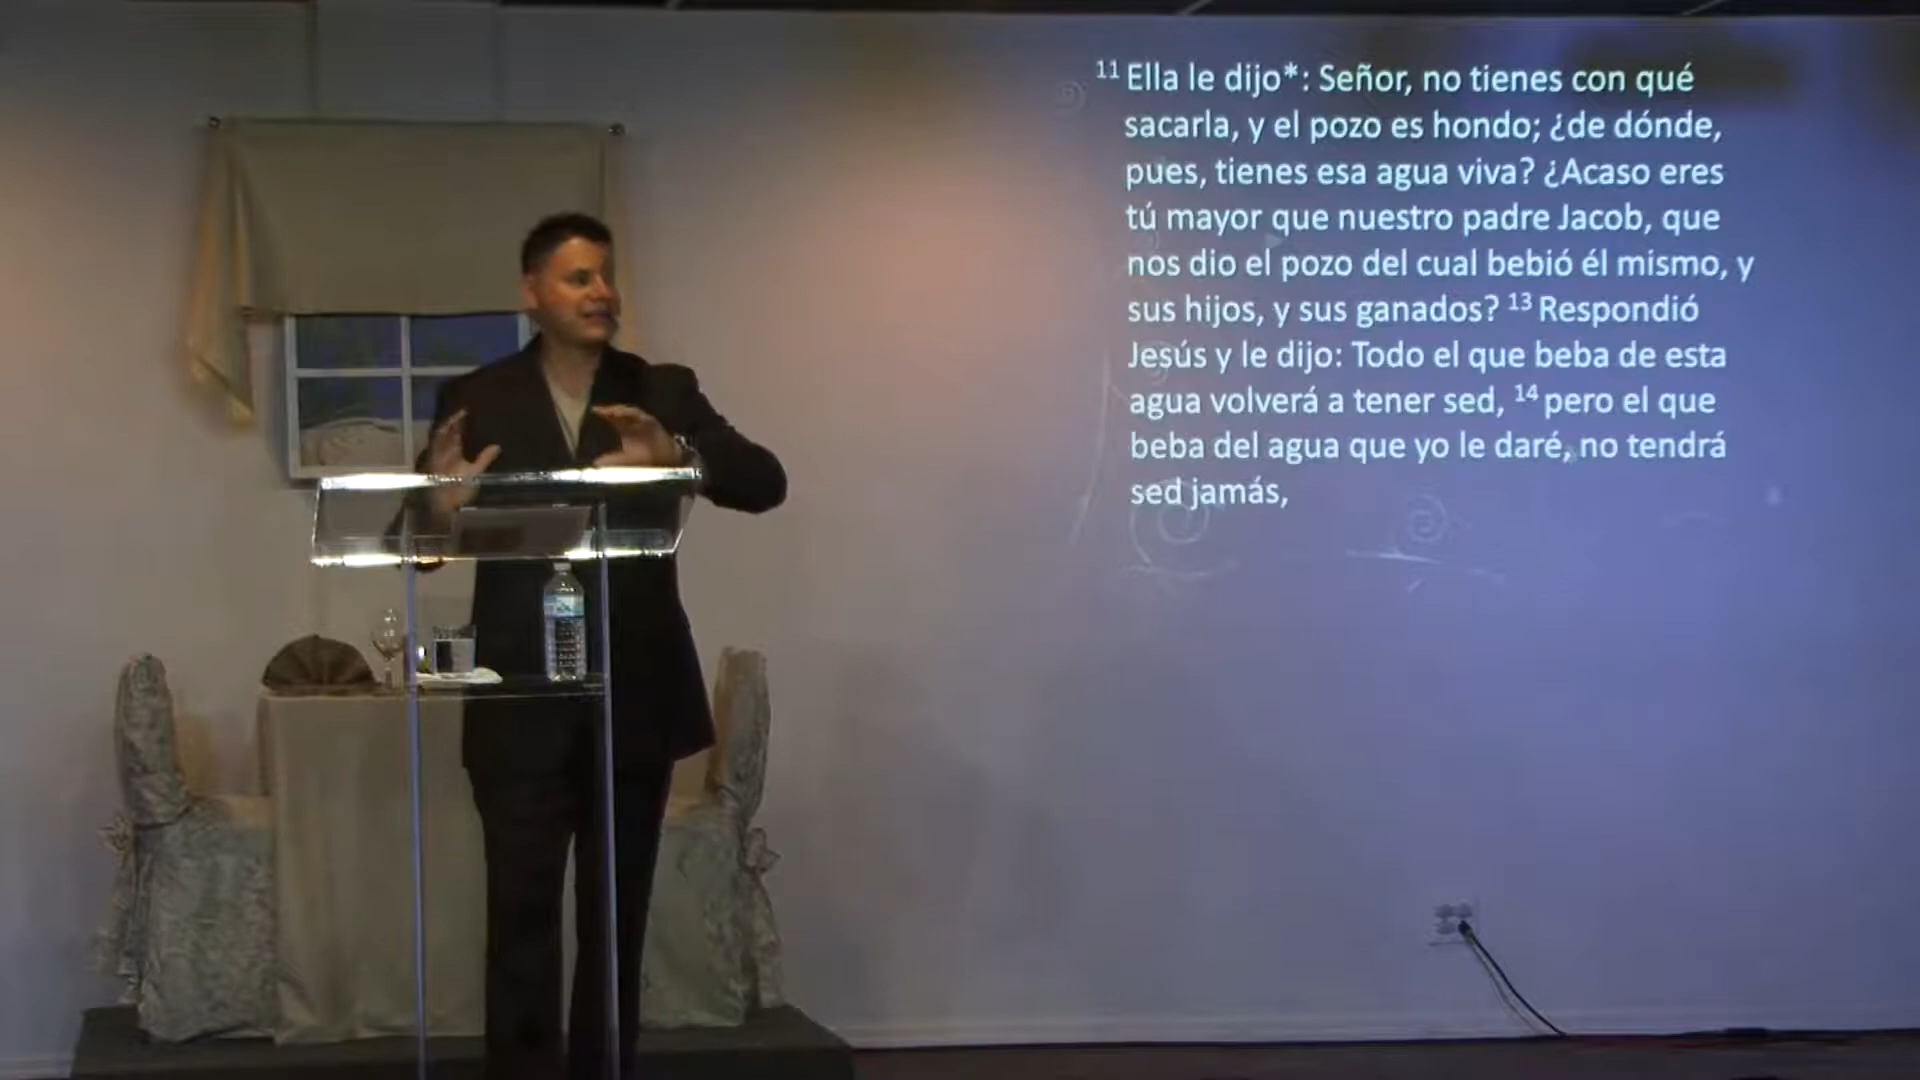 11 Ella le dijo*: Señor, no tienes con qué
sacarla, y el pozo es hondo; ¿de dónde,
pues, tienes esa agua viva? ¿Acaso eres
tú mayor que nuestro padre Jacob, que
nos dio el pozo del cual bebió él mismo, y
sus hijos, y sus ganados? 13 Respondió
Jesús y le dijo: Todo el que beba de esta
agua volverá a tener sed, 14 pero el que
beba del agua que yo le daré, no tendrá
sed jamás,